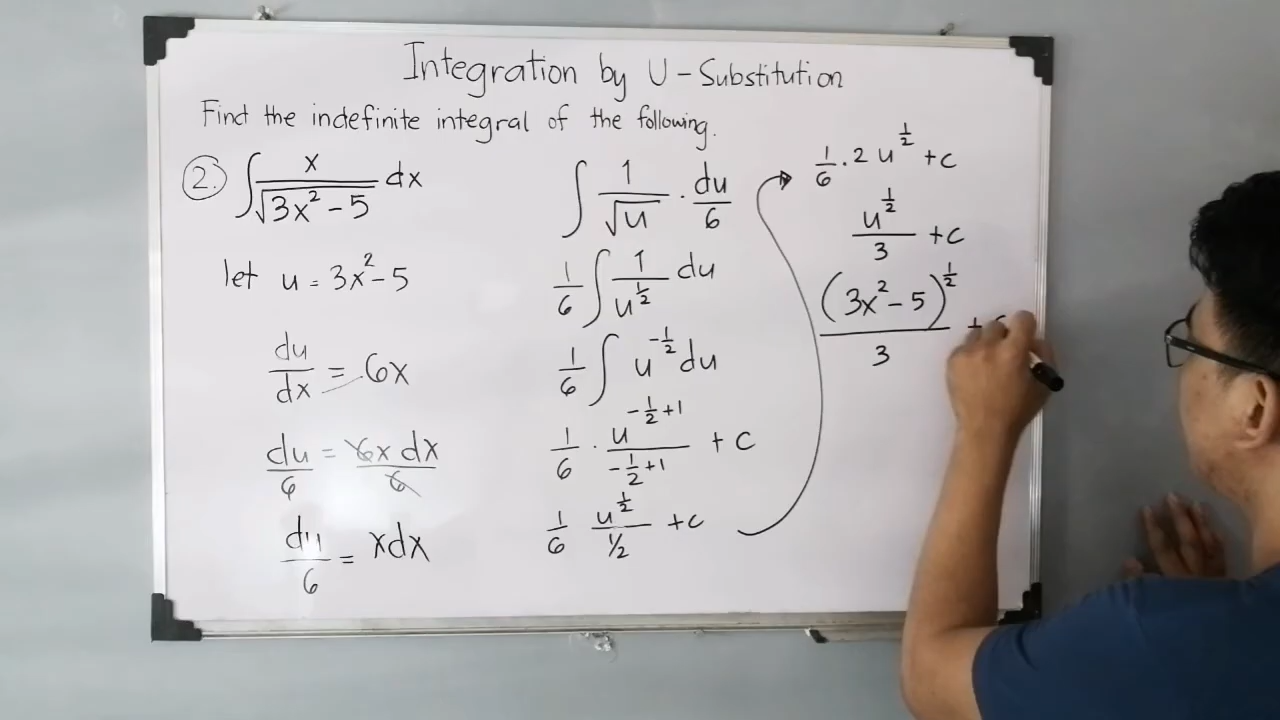 Integration by U - Substitution
Find the indefinite integral of the following.
2. ∫ x/√(3x² - 5) dx
let u = 3x² - 5
du/dx = 6x
du/6 = 6x dx/6
du/6 = xdx
∫ 1/√u · du/6
1/6 ∫ 1/u^(1/2) du
1/6 ∫ u^(-1/2) du
1/6 · u^(-1/2+1)/(-1/2+1) + c
1/6 u^(1/2)/(1/2) + c
1/6 · 2 u^(1/2) + c
u^(1/2)/3 + c
(3x² - 5)^(1/2)/3 +